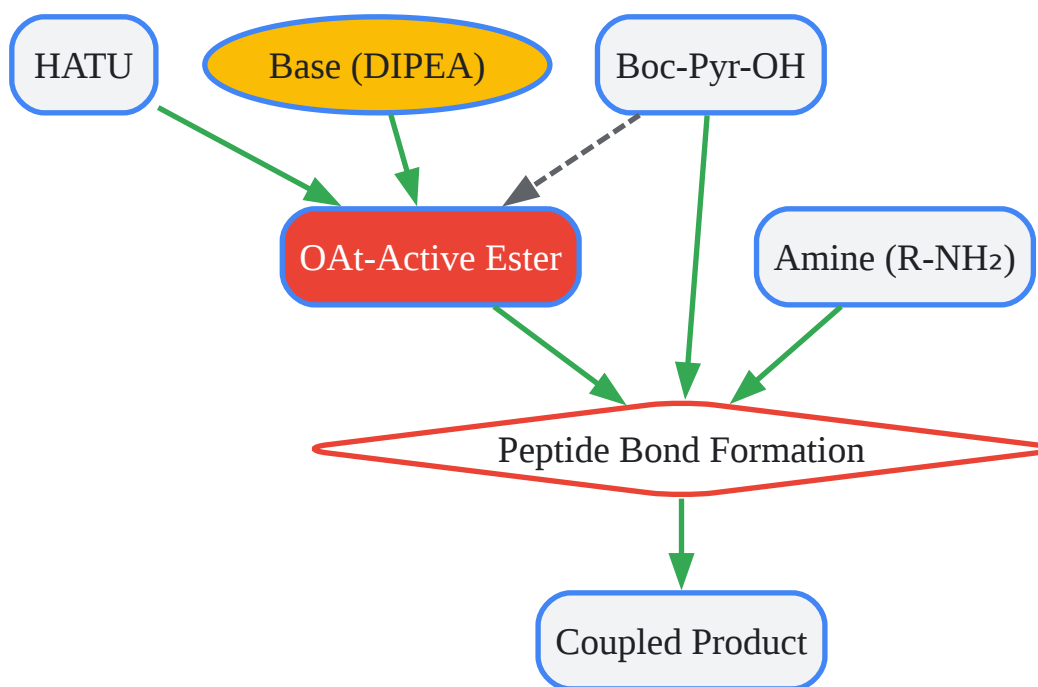 HATU
Base (DIPEA)
Boc-Pyr-OH
OAt-Active Ester
Amine (R-NH₂)
Peptide Bond Formation
Coupled Product